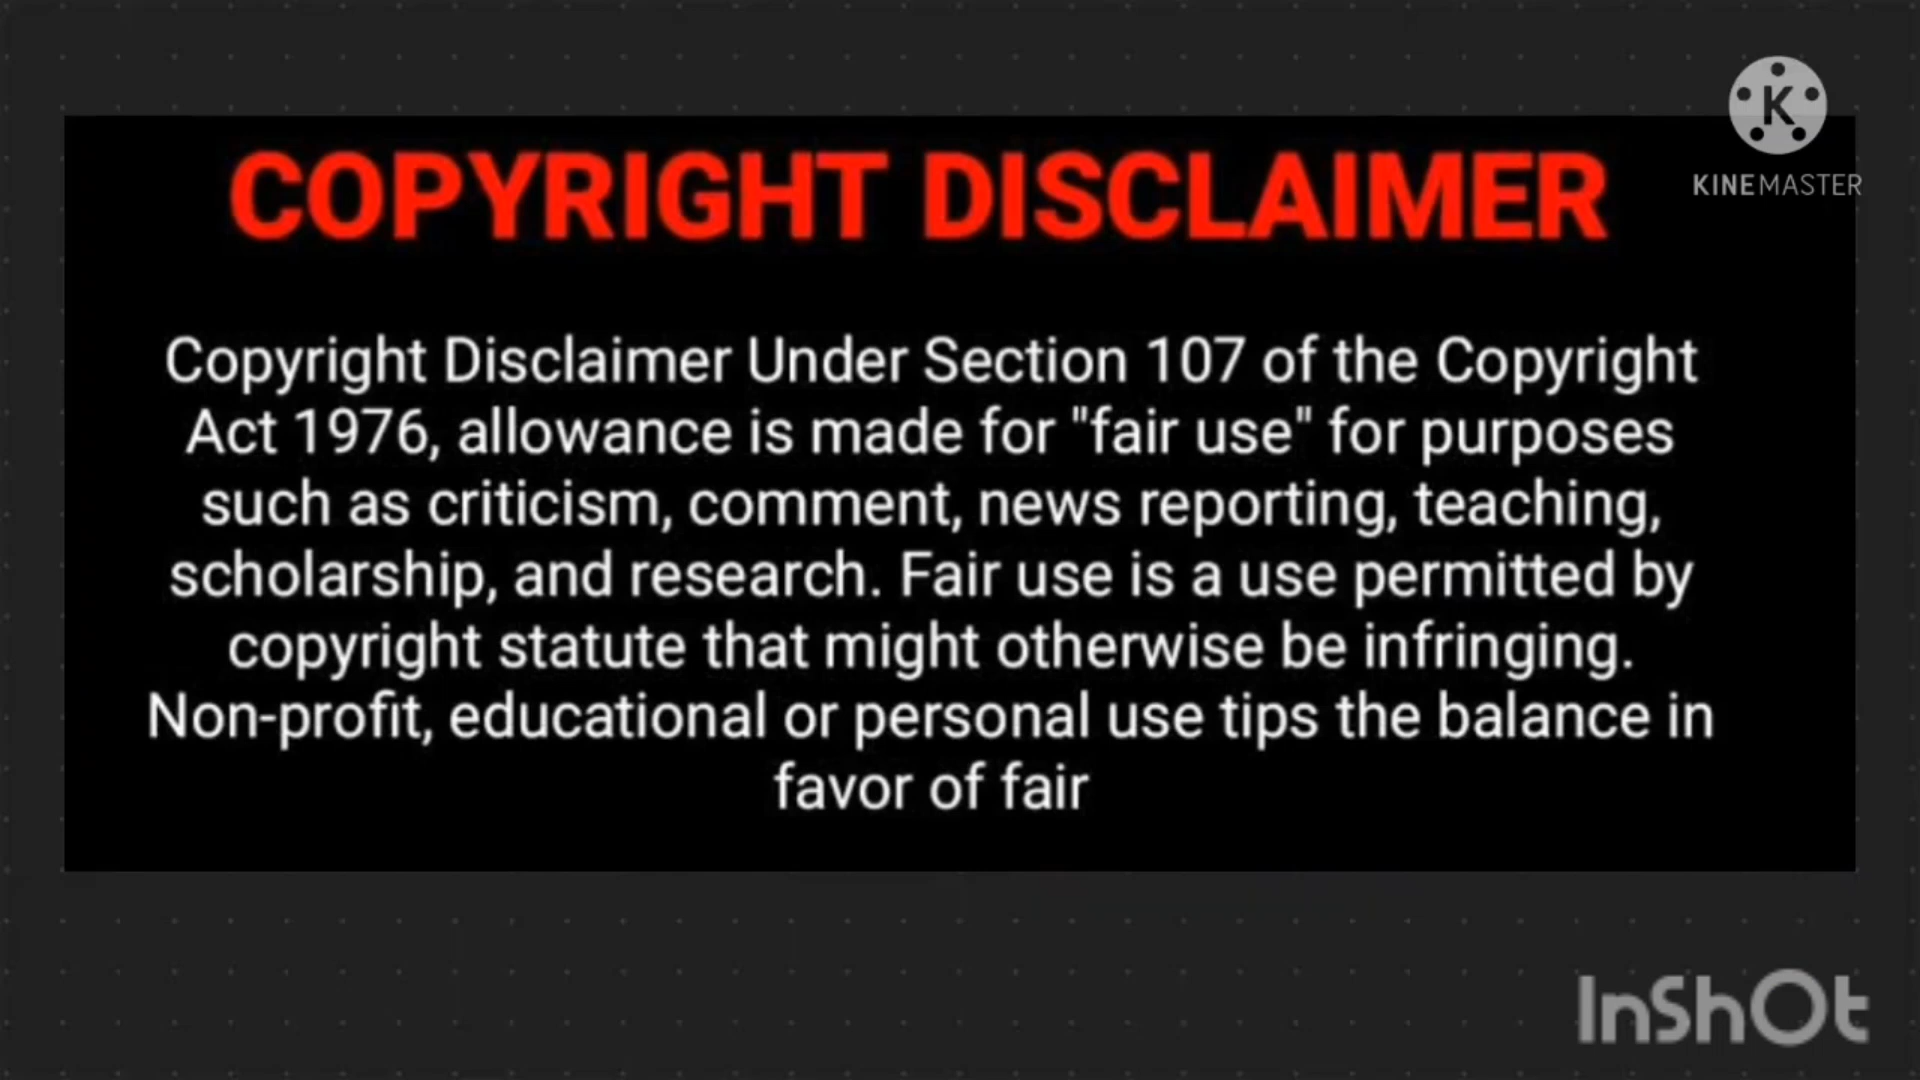 K
KINEMASTER
COPYRIGHT DISCLAIMER
Copyright Disclaimer Under Section 107 of the Copyright
Act 1976, allowance is made for "fair use" for purposes
such as criticism, comment, news reporting, teaching,
scholarship, and research. Fair use is a use permitted by
copyright statute that might otherwise be infringing.
Non-profit, educational or personal use tips the balance in
favor of fair
InShOt